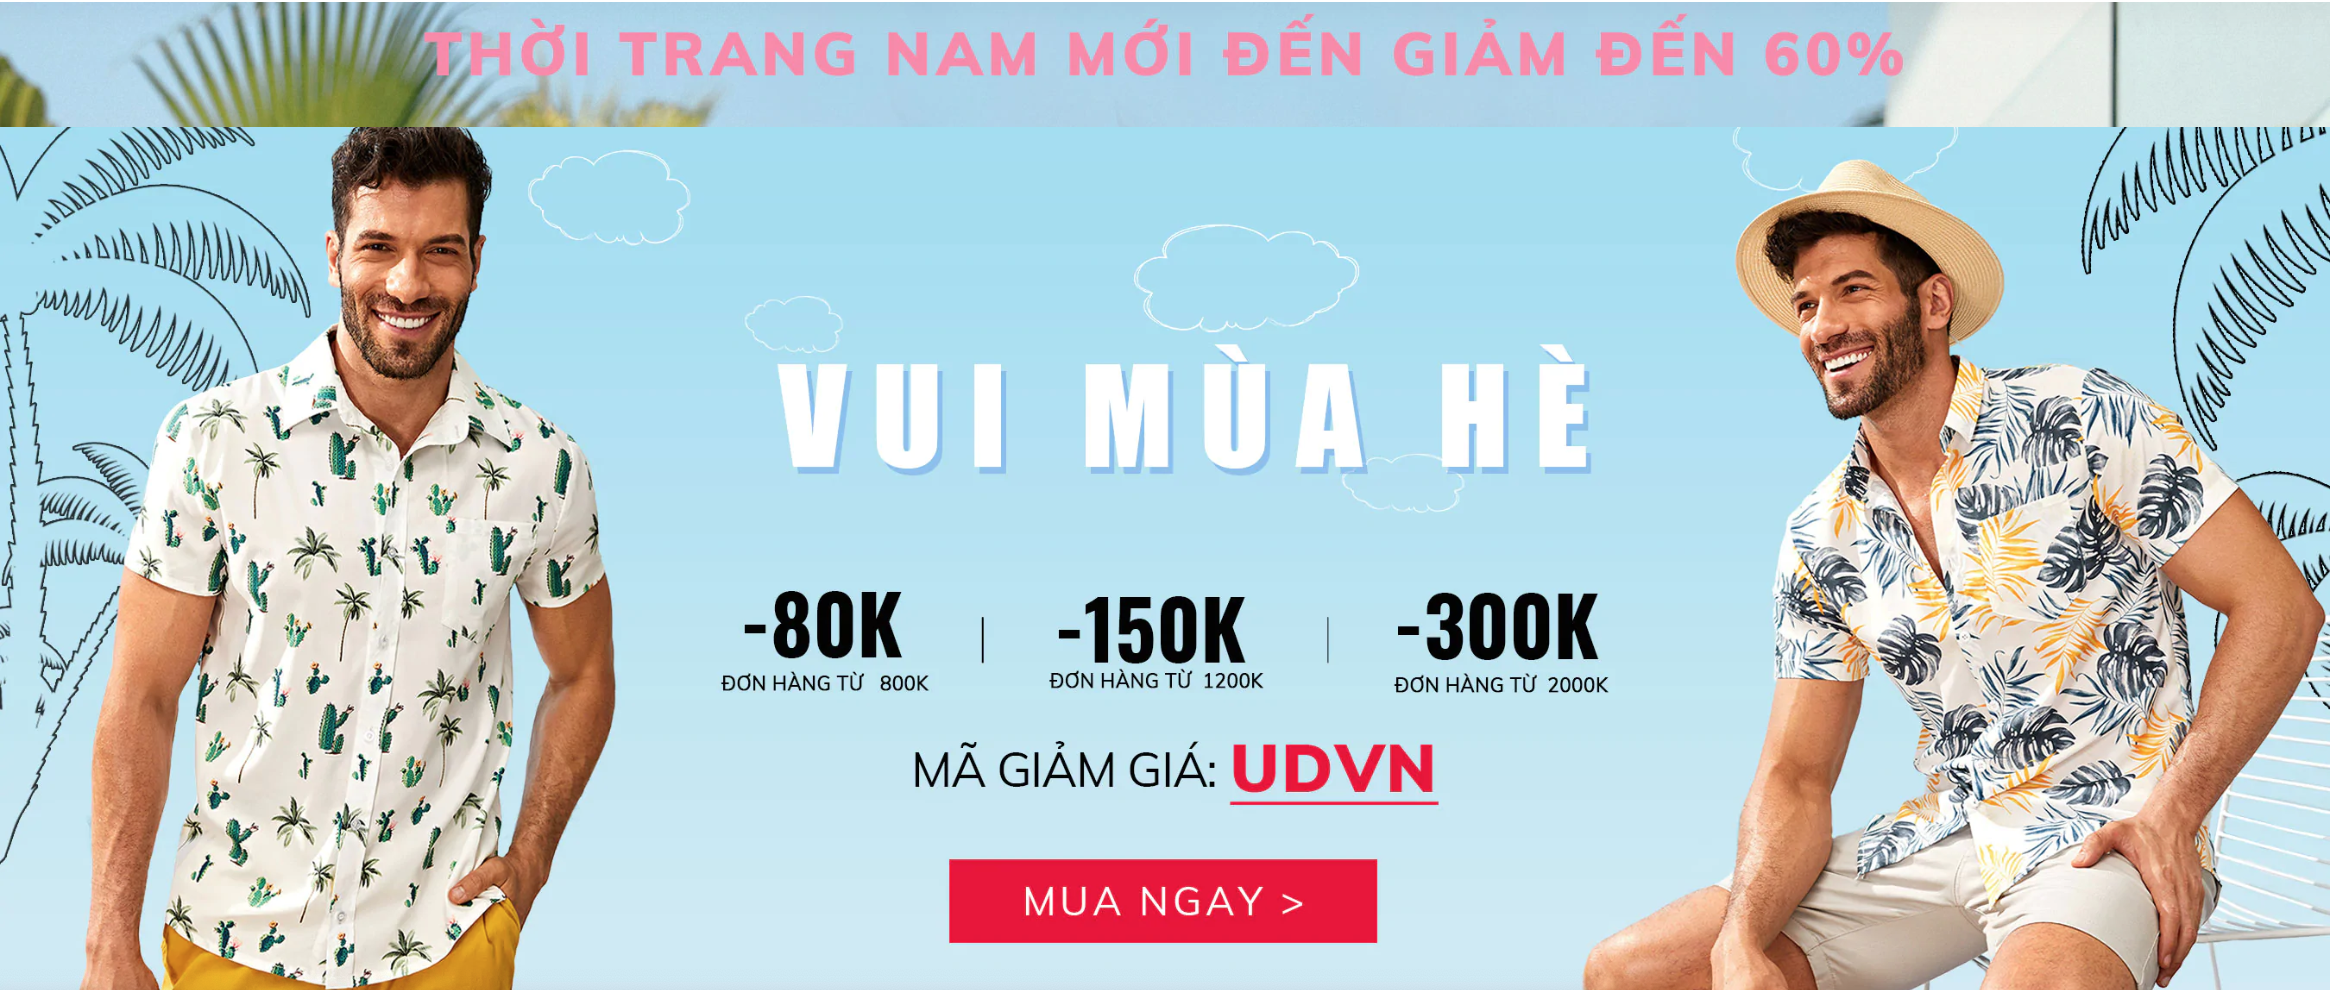 THỜI TRANG NAM MỚI ĐẾN GIẢM ĐẾN 60%
VUI MÙA HÈ
-80K
ĐƠN HÀNG TỪ 800K
-150K
ĐƠN HÀNG TỪ 1200K
-300K
ĐƠN HÀNG TỪ 2000K
MÃ GIẢM GIÁ: UDVN
MUA NGAY >